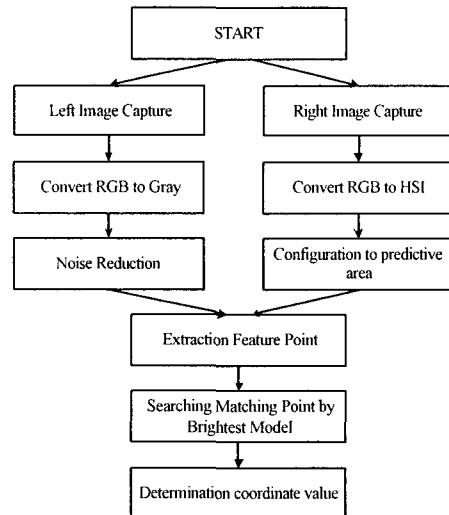 START
Left Image Capture
Right Image Capture
Convert RGB to Gray
Convert RGB to HSI
Noise Reduction
Configuration to predictive
area
Extraction Feature Point
Searching Matching Point by
Brightest Model
Determination coordinate value